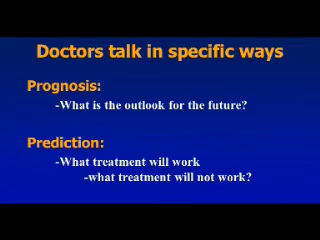 Doctors talk in specific ways
Prognosis:
-What is the outlook for the future?
Prediction:
-What treatment will work
-what treatment will not work?